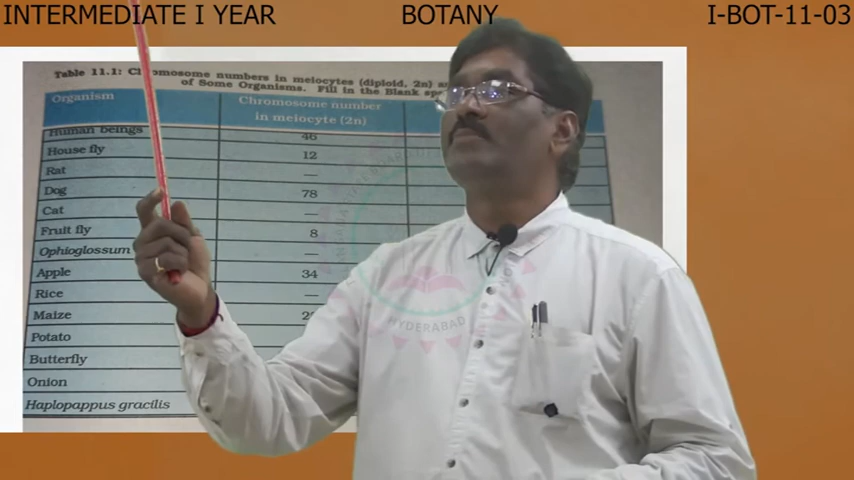 INTERMEDIATE I YEAR BOTANY I-BOT-11-03
Table 11.1: Chromosome numbers in meiocytes (diploid, 2n)
of Some Organisms. Fill in the Blank
Organism Chromosome number
in meiocyte (2n)
Human beings 46
House fly 12
Rat —
Dog 78
Cat —
Fruit fly 8
Ophioglossum —
Apple 34
Rice —
Maize
Potato
Butterfly
Onion
Haplopappus gracilis
HYDERABAD